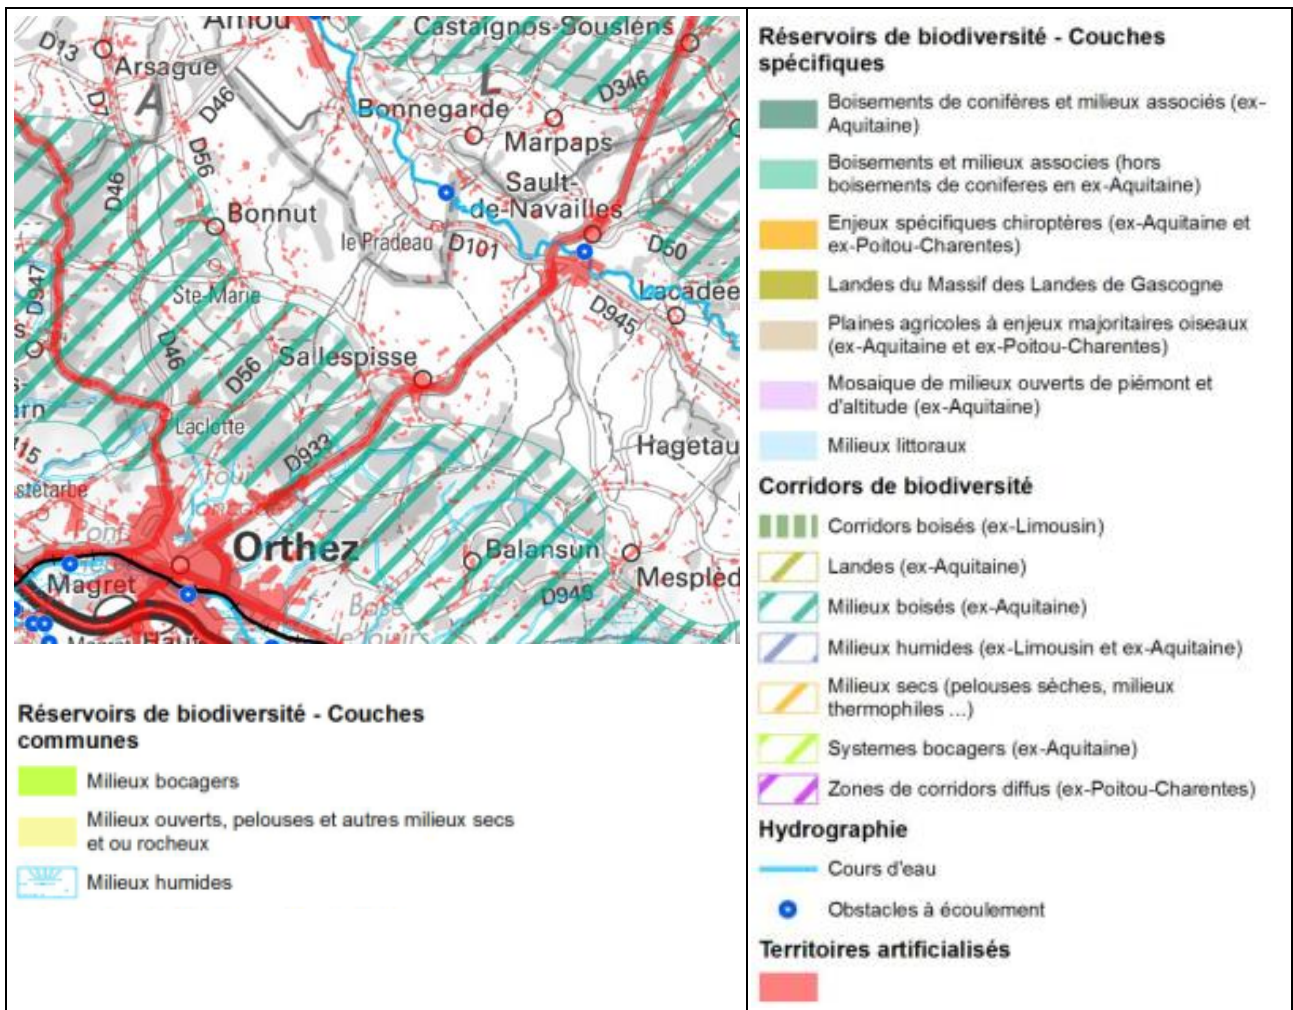 Castaignos-Souslens
D13
Arsague
A
L
D46
D346
D7
Bonnegarde
Marpaps
D56
D46
Sault-
de-Navailles
Bonnut
le Pradeau
D101
D50
D947
Ste-Marie
Lacadée
D945
D46
D56
Sallespisse
Laclotte
D933
Hagetau
Orthez
Balansun
Magret
D946
Réservoirs de biodiversité - Couches
communes
Milieux bocagers
Milieux ouverts, pelouses et autres milieux secs
et ou rocheux
Milieux humides
Réservoirs de biodiversité - Couches
spécifiques
Boisements de conifères et milieux associés (ex-
Aquitaine)
Boisements et milieux associes (hors
boisements de coniferes en ex-Aquitaine)
Enjeux spécifiques chiroptères (ex-Aquitaine et
ex-Poitou-Charentes)
Landes du Massif des Landes de Gascogne
Plaines agricoles à enjeux majoritaires oiseaux
(ex-Aquitaine et ex-Poitou-Charentes)
Mosaique de milieux ouverts de piémont et
d'altitude (ex-Aquitaine)
Milieux littoraux
Corridors de biodiversité
Corridors boisés (ex-Limousin)
Landes (ex-Aquitaine)
Milieux boisés (ex-Aquitaine)
Milieux humides (ex-Limousin et ex-Aquitaine)
Milieux secs (pelouses sèches, milieux
thermophiles ...)
Systemes bocagers (ex-Aquitaine)
Zones de corridors diffus (ex-Poitou-Charentes)
Hydrographie
Cours d'eau
Obstacles à écoulement
Territoires artificialisés